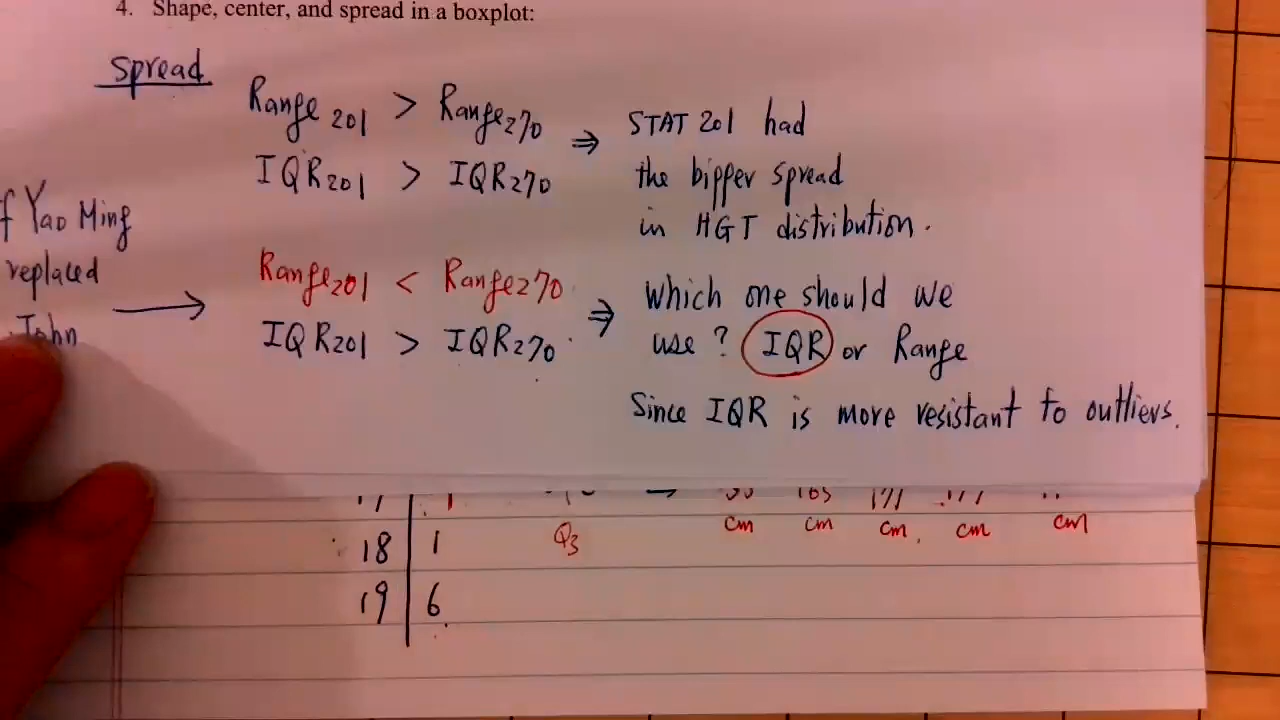 4. Shape, center, and spread in a boxplot:
Spread
Range201 > Range270
IQR201 > IQR270
⇒ STAT 201 had
the bigger spread
in HGT distribution.
f Yao Ming
replaced
John
→
Range201 < Range270
IQR201 > IQR270
⇒ Which one should we
use? IQR or Range
Since IQR is more resistant to outliers.
cm cm cm. cm cm
18 | 1 Q3
19 | 6